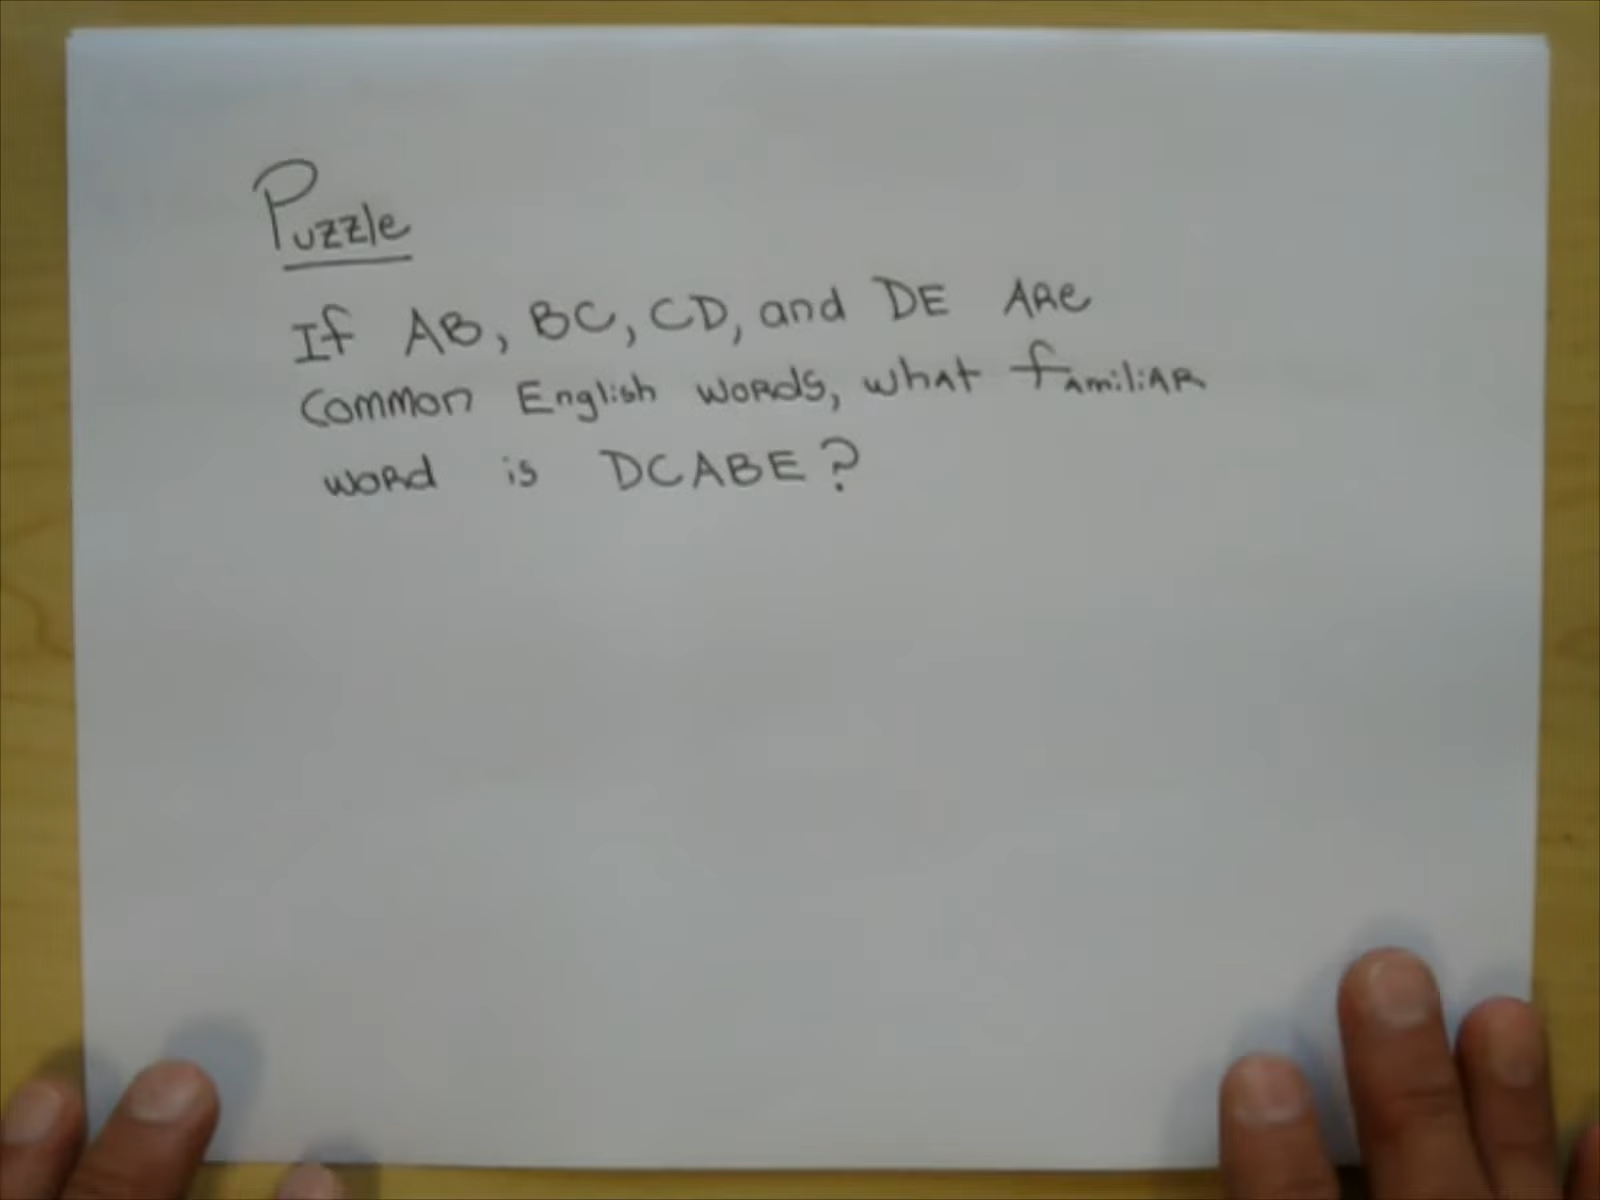 Puzzle
If AB, BC, CD, and DE ARe
Common English words, what familiAR
word is DCABE?